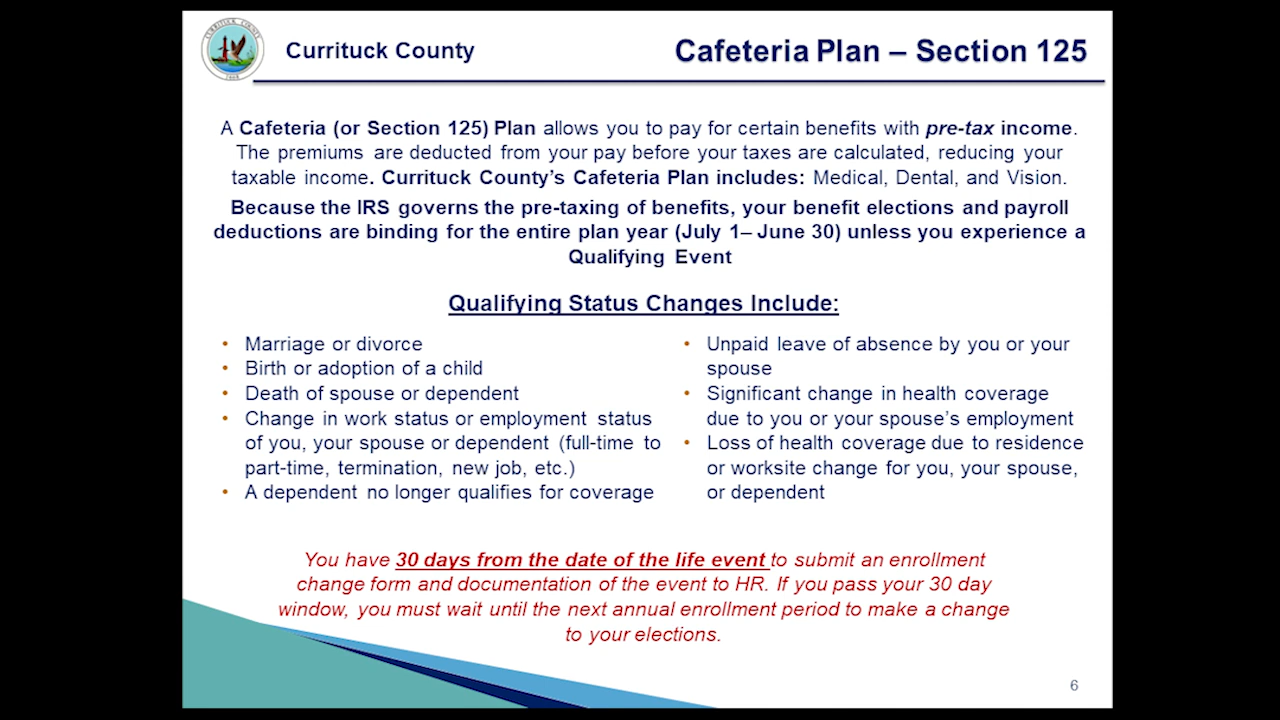 Currituck County
Cafeteria Plan – Section 125
A Cafeteria (or Section 125) Plan allows you to pay for certain benefits with pre-tax income.
The premiums are deducted from your pay before your taxes are calculated, reducing your
taxable income. Currituck County's Cafeteria Plan includes: Medical, Dental, and Vision.
Because the IRS governs the pre-taxing of benefits, your benefit elections and payroll
deductions are binding for the entire plan year (July 1– June 30) unless you experience a
Qualifying Event
Qualifying Status Changes Include:
• Marriage or divorce
• Birth or adoption of a child
• Death of spouse or dependent
• Change in work status or employment status
of you, your spouse or dependent (full-time to
part-time, termination, new job, etc.)
• A dependent no longer qualifies for coverage
• Unpaid leave of absence by you or your
spouse
• Significant change in health coverage
due to you or your spouse's employment
• Loss of health coverage due to residence
or worksite change for you, your spouse,
or dependent
You have 30 days from the date of the life event to submit an enrollment
change form and documentation of the event to HR. If you pass your 30 day
window, you must wait until the next annual enrollment period to make a change
to your elections.
6